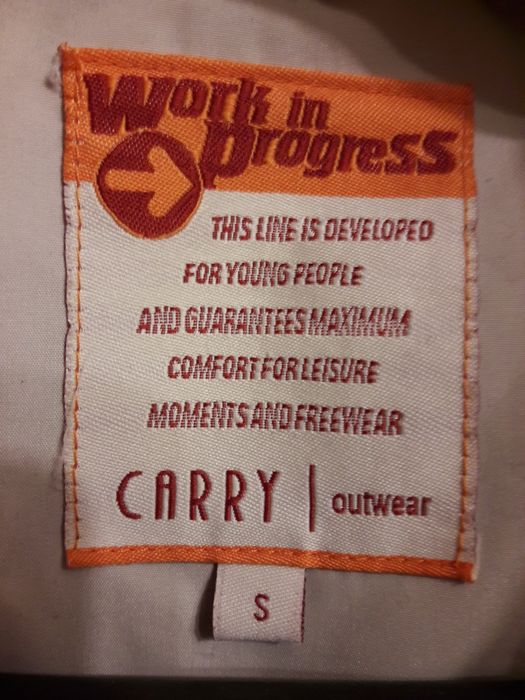 Work in
progress
THIS LINE IS DEVELOPED
FOR YOUNG PEOPLE
AND GUARANTEES MAXIMUM
COMFORT FOR LEISURE
MOMENTS AND FREEWEAR
CARRY | outwear
S